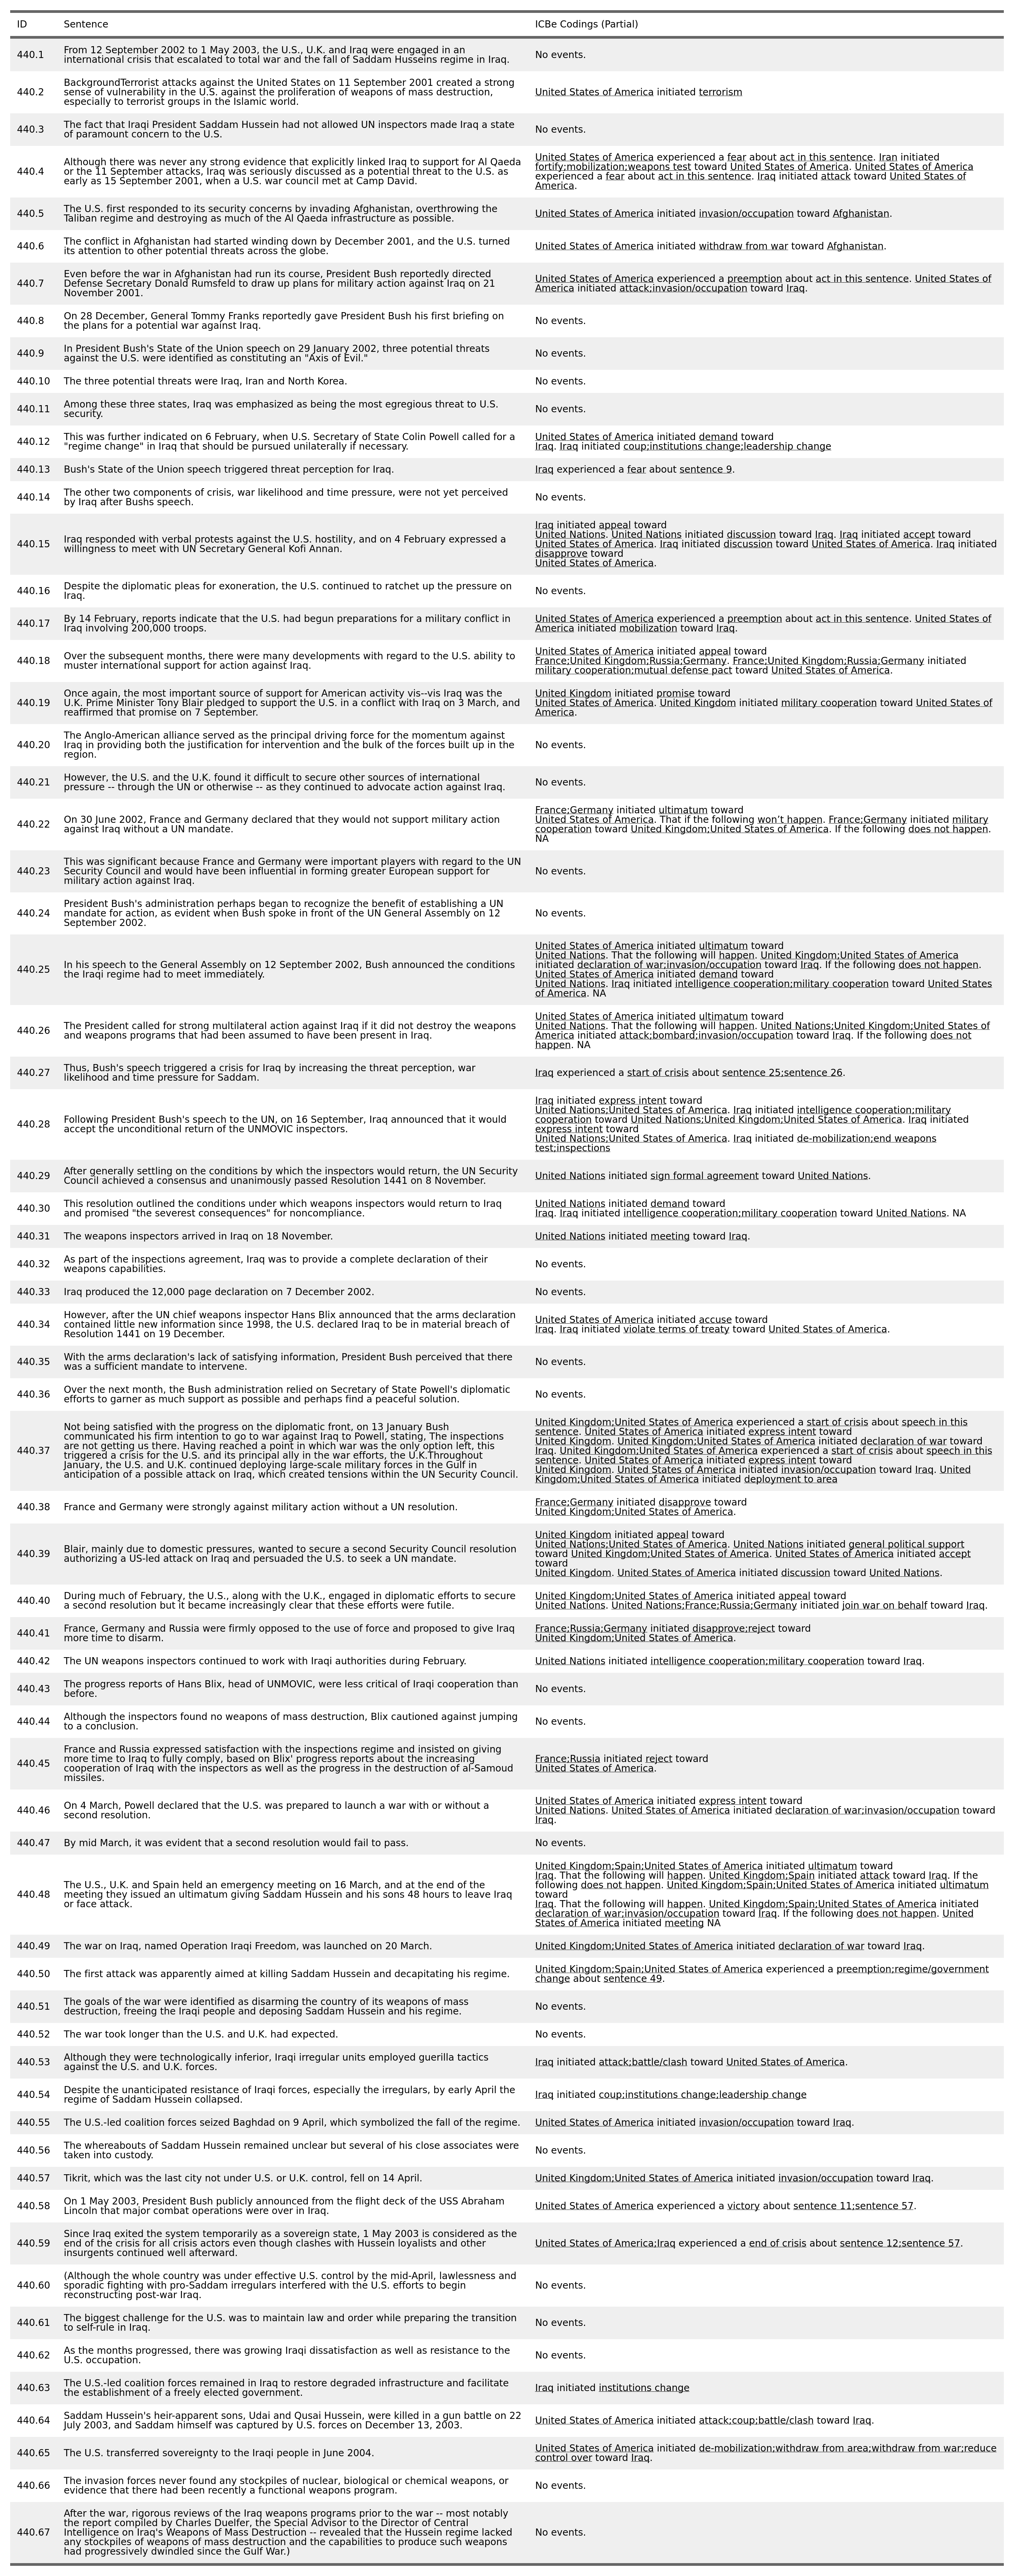 ID
Sentence
ICBe Codings (Partial)
440.1
From 12 September 2002 to 1 May 2003, the U.S., U.K. and Iraq were engaged in an
international crisis that escalated to total war and the fall of Saddam Husseins regime in Iraq.
No events.
440.2
BackgroundTerrorist attacks against the United States on 11 September 2001 created a strong
sense of vulnerability in the U.S. against the proliferation of weapons of mass destruction,
especially to terrorist groups in the Islamic world.
United States of America initiated terrorism
440.3
The fact that Iraqi President Saddam Hussein had not allowed UN inspectors made Iraq a state
of paramount concern to the U.S.
No events.
440.4
Although there was never any strong evidence that explicitly linked Iraq to support for Al Qaeda
or the 11 September attacks, Iraq was seriously discussed as a potential threat to the U.S. as
early as 15 September 2001, when a U.S. war council met at Camp David.
United States of America experienced a fear about act in this sentence. Iran initiated
fortify;mobilization;weapons test toward United States of America. United States of America
experienced a fear about act in this sentence. Iraq initiated attack toward United States of
America.
440.5
The U.S. first responded to its security concerns by invading Afghanistan, overthrowing the
Taliban regime and destroying as much of the Al Qaeda infrastructure as possible.
United States of America initiated invasion/occupation toward Afghanistan.
440.6
The conflict in Afghanistan had started winding down by December 2001, and the U.S. turned
its attention to other potential threats across the globe.
United States of America initiated withdraw from war toward Afghanistan.
440.7
Even before the war in Afghanistan had run its course, President Bush reportedly directed
Defense Secretary Donald Rumsfeld to draw up plans for military action against Iraq on 21
November 2001.
United States of America experienced a preemption about act in this sentence. United States of
America initiated attack;invasion/occupation toward Iraq.
440.8
On 28 December, General Tommy Franks reportedly gave President Bush his first briefing on
the plans for a potential war against Iraq.
No events.
440.9
In President Bush's State of the Union speech on 29 January 2002, three potential threats
against the U.S. were identified as constituting an "Axis of Evil."
No events.
440.10
The three potential threats were Iraq, Iran and North Korea.
No events.
440.11
Among these three states, Iraq was emphasized as being the most egregious threat to U.S.
security.
No events.
440.12
This was further indicated on 6 February, when U.S. Secretary of State Colin Powell called for a
"regime change" in Iraq that should be pursued unilaterally if necessary.
United States of America initiated demand toward
Iraq. Iraq initiated coup;institutions change;leadership change
440.13
Bush's State of the Union speech triggered threat perception for Iraq.
Iraq experienced a fear about sentence 9.
440.14
The other two components of crisis, war likelihood and time pressure, were not yet perceived
by Iraq after Bushs speech.
No events.
440.15
Iraq responded with verbal protests against the U.S. hostility, and on 4 February expressed a
willingness to meet with UN Secretary General Kofi Annan.
Iraq initiated appeal toward
United Nations. United Nations initiated discussion toward Iraq. Iraq initiated accept toward
United States of America. Iraq initiated discussion toward United States of America. Iraq initiated
disapprove toward
United States of America.
440.16
Despite the diplomatic pleas for exoneration, the U.S. continued to ratchet up the pressure on
Iraq.
No events.
440.17
By 14 February, reports indicate that the U.S. had begun preparations for a military conflict in
Iraq involving 200,000 troops.
United States of America experienced a preemption about act in this sentence. United States of
America initiated mobilization toward Iraq.
440.18
Over the subsequent months, there were many developments with regard to the U.S. ability to
muster international support for action against Iraq.
United States of America initiated appeal toward
France;United Kingdom;Russia;Germany. France;United Kingdom;Russia;Germany initiated
military cooperation;mutual defense pact toward United States of America.
440.19
Once again, the most important source of support for American activity vis--vis Iraq was the
U.K. Prime Minister Tony Blair pledged to support the U.S. in a conflict with Iraq on 3 March, and
reaffirmed that promise on 7 September.
United Kingdom initiated promise toward
United States of America. United Kingdom initiated military cooperation toward United States of
America.
440.20
The Anglo-American alliance served as the principal driving force for the momentum against
Iraq in providing both the justification for intervention and the bulk of the forces built up in the
region.
No events.
440.21
However, the U.S. and the U.K. found it difficult to secure other sources of international
pressure -- through the UN or otherwise -- as they continued to advocate action against Iraq.
No events.
440.22
On 30 June 2002, France and Germany declared that they would not support military action
against Iraq without a UN mandate.
France;Germany initiated ultimatum toward
United States of America. That if the following won't happen. France;Germany initiated military
cooperation toward United Kingdom;United States of America. If the following does not happen.
NA
440.23
This was significant because France and Germany were important players with regard to the UN
Security Council and would have been influential in forming greater European support for
military action against Iraq.
No events.
440.24
President Bush's administration perhaps began to recognize the benefit of establishing a UN
mandate for action, as evident when Bush spoke in front of the UN General Assembly on 12
September 2002.
No events.
440.25
In his speech to the General Assembly on 12 September 2002, Bush announced the conditions
the Iraqi regime had to meet immediately.
United States of America initiated ultimatum toward
United Nations. That the following will happen. United Kingdom;United States of America
initiated declaration of war;invasion/occupation toward Iraq. If the following does not happen.
United States of America initiated demand toward
United Nations. Iraq initiated intelligence cooperation;military cooperation toward United States
of America. NA
440.26
The President called for strong multilateral action against Iraq if it did not destroy the weapons
and weapons programs that had been assumed to have been present in Iraq.
United States of America initiated ultimatum toward
United Nations. That the following will happen. United Nations;United Kingdom;United States of
America initiated attack;bombard;invasion/occupation toward Iraq. If the following does not
happen. NA
440.27
Thus, Bush's speech triggered a crisis for Iraq by increasing the threat perception, war
likelihood and time pressure for Saddam.
Iraq experienced a start of crisis about sentence 25;sentence 26.
440.28
Following President Bush's speech to the UN, on 16 September, Iraq announced that it would
accept the unconditional return of the UNMOVIC inspectors.
Iraq initiated express intent toward
United Nations;United States of America. Iraq initiated intelligence cooperation;military
cooperation toward United Nations;United Kingdom;United States of America. Iraq initiated
express intent toward
United Nations;United States of America. Iraq initiated de-mobilization;end weapons
test;inspections
440.29
After generally settling on the conditions by which the inspectors would return, the UN Security
Council achieved a consensus and unanimously passed Resolution 1441 on 8 November.
United Nations initiated sign formal agreement toward United Nations.
440.30
This resolution outlined the conditions under which weapons inspectors would return to Iraq
and promised "the severest consequences" for noncompliance.
United Nations initiated demand toward
Iraq. Iraq initiated intelligence cooperation;military cooperation toward United Nations. NA
440.31
The weapons inspectors arrived in Iraq on 18 November.
United Nations initiated meeting toward Iraq.
440.32
As part of the inspections agreement, Iraq was to provide a complete declaration of their
weapons capabilities.
No events.
440.33
Iraq produced the 12,000 page declaration on 7 December 2002.
No events.
440.34
However, after the UN chief weapons inspector Hans Blix announced that the arms declaration
contained little new information since 1998, the U.S. declared Iraq to be in material breach of
Resolution 1441 on 19 December.
United States of America initiated accuse toward
Iraq. Iraq initiated violate terms of treaty toward United States of America.
440.35
With the arms declaration's lack of satisfying information, President Bush perceived that there
was a sufficient mandate to intervene.
No events.
440.36
Over the next month, the Bush administration relied on Secretary of State Powell's diplomatic
efforts to garner as much support as possible and perhaps find a peaceful solution.
No events.
440.37
Not being satisfied with the progress on the diplomatic front, on 13 January Bush
communicated his firm intention to go to war against Iraq to Powell, stating, The inspections
are not getting us there. Having reached a point in which war was the only option left, this
triggered a crisis for the U.S. and its principal ally in the war efforts, the U.K.Throughout
January, the U.S. and U.K. continued deploying large-scale military forces in the Gulf in
anticipation of a possible attack on Iraq, which created tensions within the UN Security Council.
United Kingdom;United States of America experienced a start of crisis about speech in this
sentence. United States of America initiated express intent toward
United Kingdom. United Kingdom;United States of America initiated declaration of war toward
Iraq. United Kingdom;United States of America experienced a start of crisis about speech in this
sentence. United States of America initiated express intent toward
United Kingdom. United States of America initiated invasion/occupation toward Iraq. United
Kingdom;United States of America initiated deployment to area
440.38
France and Germany were strongly against military action without a UN resolution.
France;Germany initiated disapprove toward
United Kingdom;United States of America.
440.39
Blair, mainly due to domestic pressures, wanted to secure a second Security Council resolution
authorizing a US-led attack on Iraq and persuaded the U.S. to seek a UN mandate.
United Kingdom initiated appeal toward
United Nations;United States of America. United Nations initiated general political support
toward United Kingdom;United States of America. United States of America initiated accept
toward
United Kingdom. United States of America initiated discussion toward United Nations.
440.40
During much of February, the U.S., along with the U.K., engaged in diplomatic efforts to secure
a second resolution but it became increasingly clear that these efforts were futile.
United Kingdom;United States of America initiated appeal toward
United Nations. United Nations;France;Russia;Germany initiated join war on behalf toward Iraq.
440.41
France, Germany and Russia were firmly opposed to the use of force and proposed to give Iraq
more time to disarm.
France;Russia;Germany initiated disapprove;reject toward
United Kingdom;United States of America.
440.42
The UN weapons inspectors continued to work with Iraqi authorities during February.
United Nations initiated intelligence cooperation;military cooperation toward Iraq.
440.43
The progress reports of Hans Blix, head of UNMOVIC, were less critical of Iraqi cooperation than
before.
No events.
440.44
Although the inspectors found no weapons of mass destruction, Blix cautioned against jumping
to a conclusion.
No events.
440.45
France and Russia expressed satisfaction with the inspections regime and insisted on giving
more time to Iraq to fully comply, based on Blix' progress reports about the increasing
cooperation of Iraq with the inspectors as well as the progress in the destruction of al-Samoud
missiles.
France;Russia initiated reject toward
United States of America.
440.46
On 4 March, Powell declared that the U.S. was prepared to launch a war with or without a
second resolution.
United States of America initiated express intent toward
United Nations. United States of America initiated declaration of war;invasion/occupation toward
Iraq.
440.47
By mid March, it was evident that a second resolution would fail to pass.
No events.
440.48
The U.S., U.K. and Spain held an emergency meeting on 16 March, and at the end of the
meeting they issued an ultimatum giving Saddam Hussein and his sons 48 hours to leave Iraq
or face attack.
United Kingdom;Spain;United States of America initiated ultimatum toward
Iraq. That the following will happen. United Kingdom;Spain initiated attack toward Iraq. If the
following does not happen. United Kingdom;Spain;United States of America initiated ultimatum
toward
Iraq. That the following will happen. United Kingdom;Spain;United States of America initiated
declaration of war;invasion/occupation toward Iraq. If the following does not happen. United
States of America initiated meeting NA
440.49
The war on Iraq, named Operation Iraqi Freedom, was launched on 20 March.
United Kingdom;United States of America initiated declaration of war toward Iraq.
440.50
The first attack was apparently aimed at killing Saddam Hussein and decapitating his regime.
United Kingdom;Spain;United States of America experienced a preemption;regime/government
change about sentence 49.
440.51
The goals of the war were identified as disarming the country of its weapons of mass
destruction, freeing the Iraqi people and deposing Saddam Hussein and his regime.
No events.
440.52
The war took longer than the U.S. and U.K. had expected.
No events.
440.53
Although they were technologically inferior, Iraqi irregular units employed guerilla tactics
against the U.S. and U.K. forces.
Iraq initiated attack;battle/clash toward United States of America.
440.54
Despite the unanticipated resistance of Iraqi forces, especially the irregulars, by early April the
regime of Saddam Hussein collapsed.
Iraq initiated coup;institutions change;leadership change
440.55
The U.S.-led coalition forces seized Baghdad on 9 April, which symbolized the fall of the regime.
United States of America initiated invasion/occupation toward Iraq.
440.56
The whereabouts of Saddam Hussein remained unclear but several of his close associates were
taken into custody.
No events.
440.57
Tikrit, which was the last city not under U.S. or U.K. control, fell on 14 April.
United Kingdom;United States of America initiated invasion/occupation toward Iraq.
440.58
On 1 May 2003, President Bush publicly announced from the flight deck of the USS Abraham
Lincoln that major combat operations were over in Iraq.
United States of America experienced a victory about sentence 11;sentence 57.
440.59
Since Iraq exited the system temporarily as a sovereign state, 1 May 2003 is considered as the
end of the crisis for all crisis actors even though clashes with Hussein loyalists and other
insurgents continued well afterward.
United States of America;Iraq experienced a end of crisis about sentence 12;sentence 57.
440.60
(Although the whole country was under effective U.S. control by the mid-April, lawlessness and
sporadic fighting with pro-Saddam irregulars interfered with the U.S. efforts to begin
reconstructing post-war Iraq.
No events.
440.61
The biggest challenge for the U.S. was to maintain law and order while preparing the transition
to self-rule in Iraq.
No events.
440.62
As the months progressed, there was growing Iraqi dissatisfaction as well as resistance to the
U.S. occupation.
No events.
440.63
The U.S.-led coalition forces remained in Iraq to restore degraded infrastructure and facilitate
the establishment of a freely elected government.
Iraq initiated institutions change
440.64
Saddam Hussein's heir-apparent sons, Udai and Qusai Hussein, were killed in a gun battle on 22
July 2003, and Saddam himself was captured by U.S. forces on December 13, 2003.
United States of America initiated attack;coup;battle/clash toward Iraq.
440.65
The U.S. transferred sovereignty to the Iraqi people in June 2004.
United States of America initiated de-mobilization;withdraw from area;withdraw from war;reduce
control over toward Iraq.
440.66
The invasion forces never found any stockpiles of nuclear, biological or chemical weapons, or
evidence that there had been recently a functional weapons program.
No events.
440.67
After the war, rigorous reviews of the Iraq weapons programs prior to the war -- most notably
the report compiled by Charles Duelfer, the Special Advisor to the Director of Central
Intelligence on Iraq's Weapons of Mass Destruction -- revealed that the Hussein regime lacked
any stockpiles of weapons of mass destruction and the capabilities to produce such weapons
had progressively dwindled since the Gulf War.)
No events.